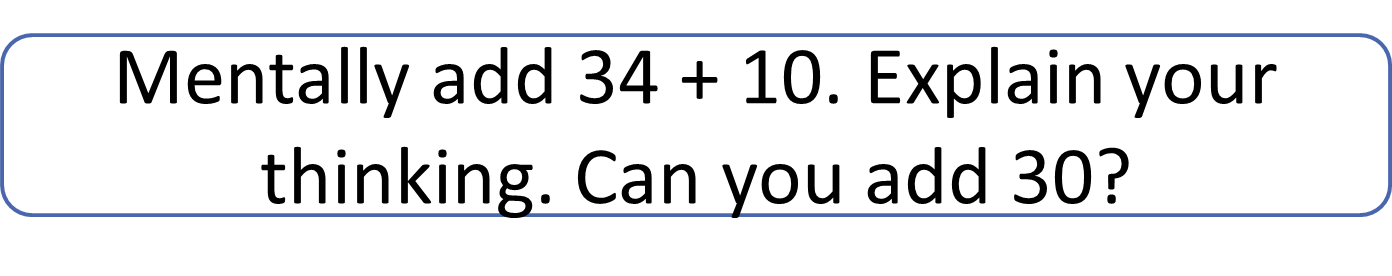 Mentally add 34 + 10. Explain your
thinking. Can you add 30?